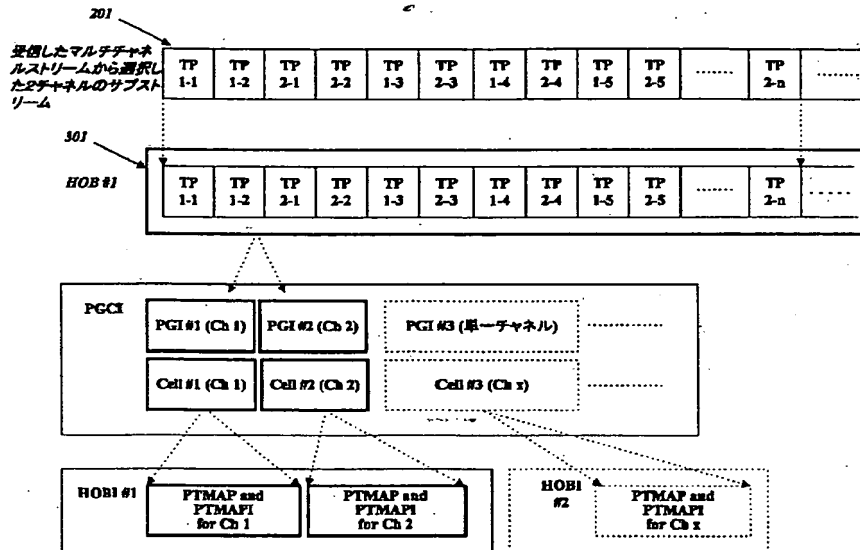 201
受信したマルチチャネ
ルストリームから選択し
た2チャネルのサブスト
リーム
TP 1-1 TP 1-2 TP 2-1 TP 2-2 TP 1-3 TP 2-3 TP 1-4 TP 2-4 TP 1-5 TP 2-5 ........ TP 2-n ........
301
HOB #1
TP 1-1 TP 1-2 TP 2-1 TP 2-2 TP 1-3 TP 2-3 TP 1-4 TP 2-4 TP 1-5 TP 2-5 ........ TP 2-n ........
PGCI
PGI #1 (Ch 1) PGI #2 (Ch 2) PGI #3 (単一チャネル) ............
Cell #1 (Ch 1) Cell #2 (Ch 2) Cell #3 (Ch x) ............
HOBI #1
PTMAP and
PTMAPI
for Ch 1
PTMAP and
PTMAPI
for Ch 2
HOBI
#2
PTMAP and
PTMAPI
for Ch x